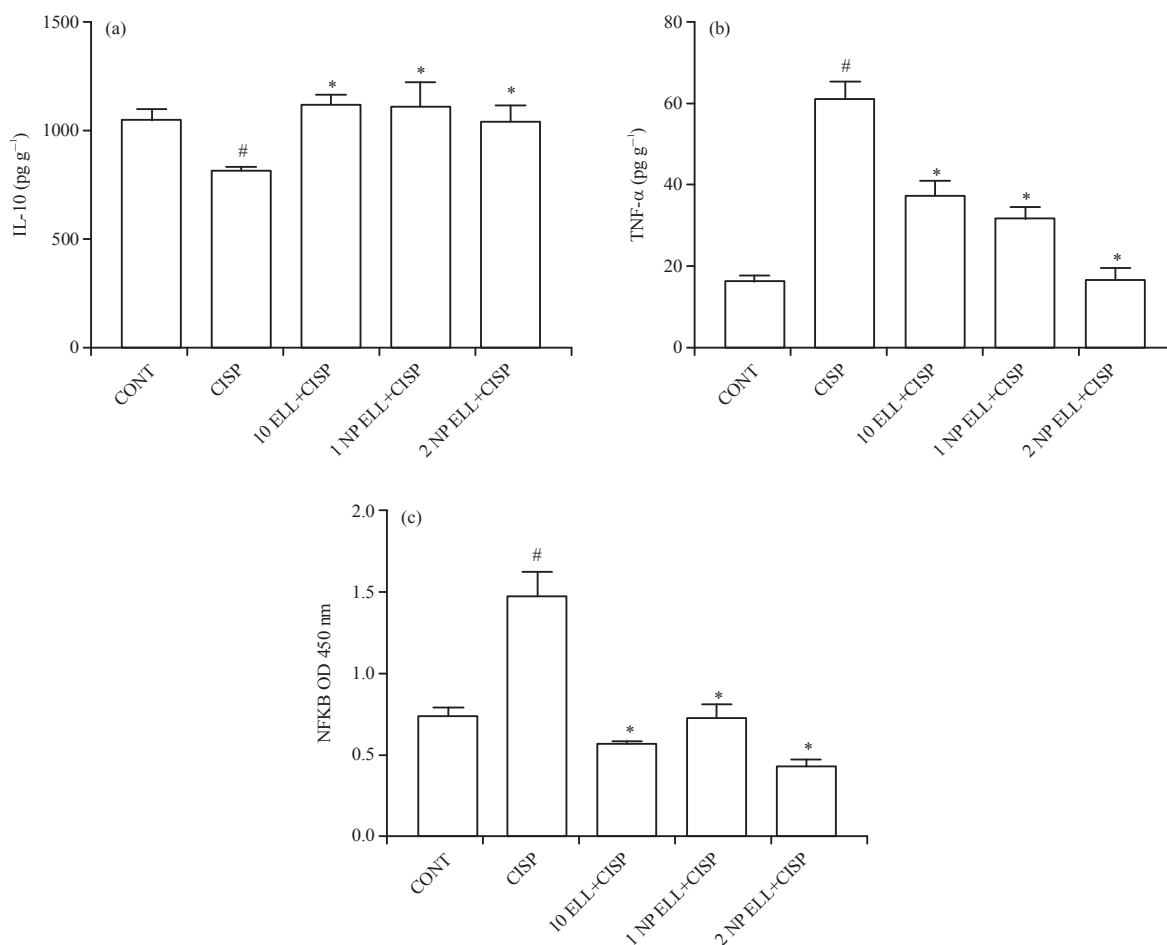 (a)
IL-10 (pg g⁻¹)
1500
1000
500
0
#
*
*
*
CONT
CISP
10 ELL+CISP
1 NP ELL+CISP
2 NP ELL+CISP
(b)
TNF-α (pg g⁻¹)
80
60
40
20
0
#
*
*
*
CONT
CISP
10 ELL+CISP
1 NP ELL+CISP
2 NP ELL+CISP
(c)
NFKB OD 450 nm
2.0
1.5
1.0
0.5
0.0
#
*
*
*
CONT
CISP
10 ELL+CISP
1 NP ELL+CISP
2 NP ELL+CISP